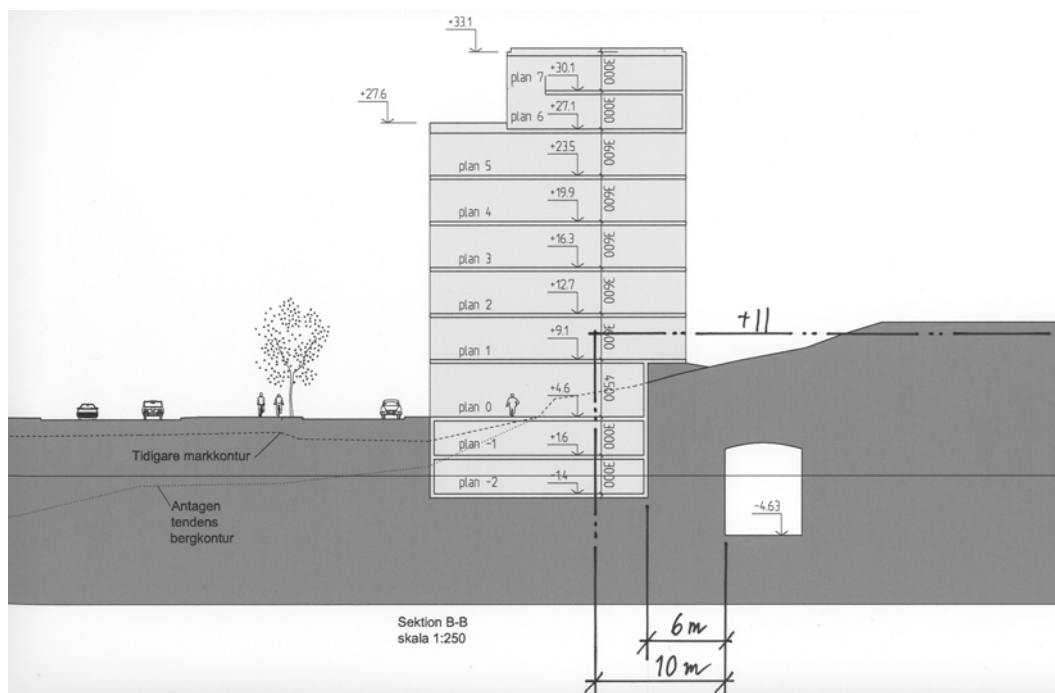 +33.1
plan 7
+30.1
3000
+27.6
plan 6
+27.1
3000
plan 5
+23.5
3600
plan 4
+19.9
3600
plan 3
+16.3
3600
plan 2
+12.7
3600
+11
plan 1
+9.1
3600
plan 0
+4.6
4500
Tidigare markkontur
plan -1
+1.6
3000
plan -2
-1.4
3000
Antagen
tendens
bergkontur
-4.63
Sektion B-B
skala 1:250
6 m
10 m